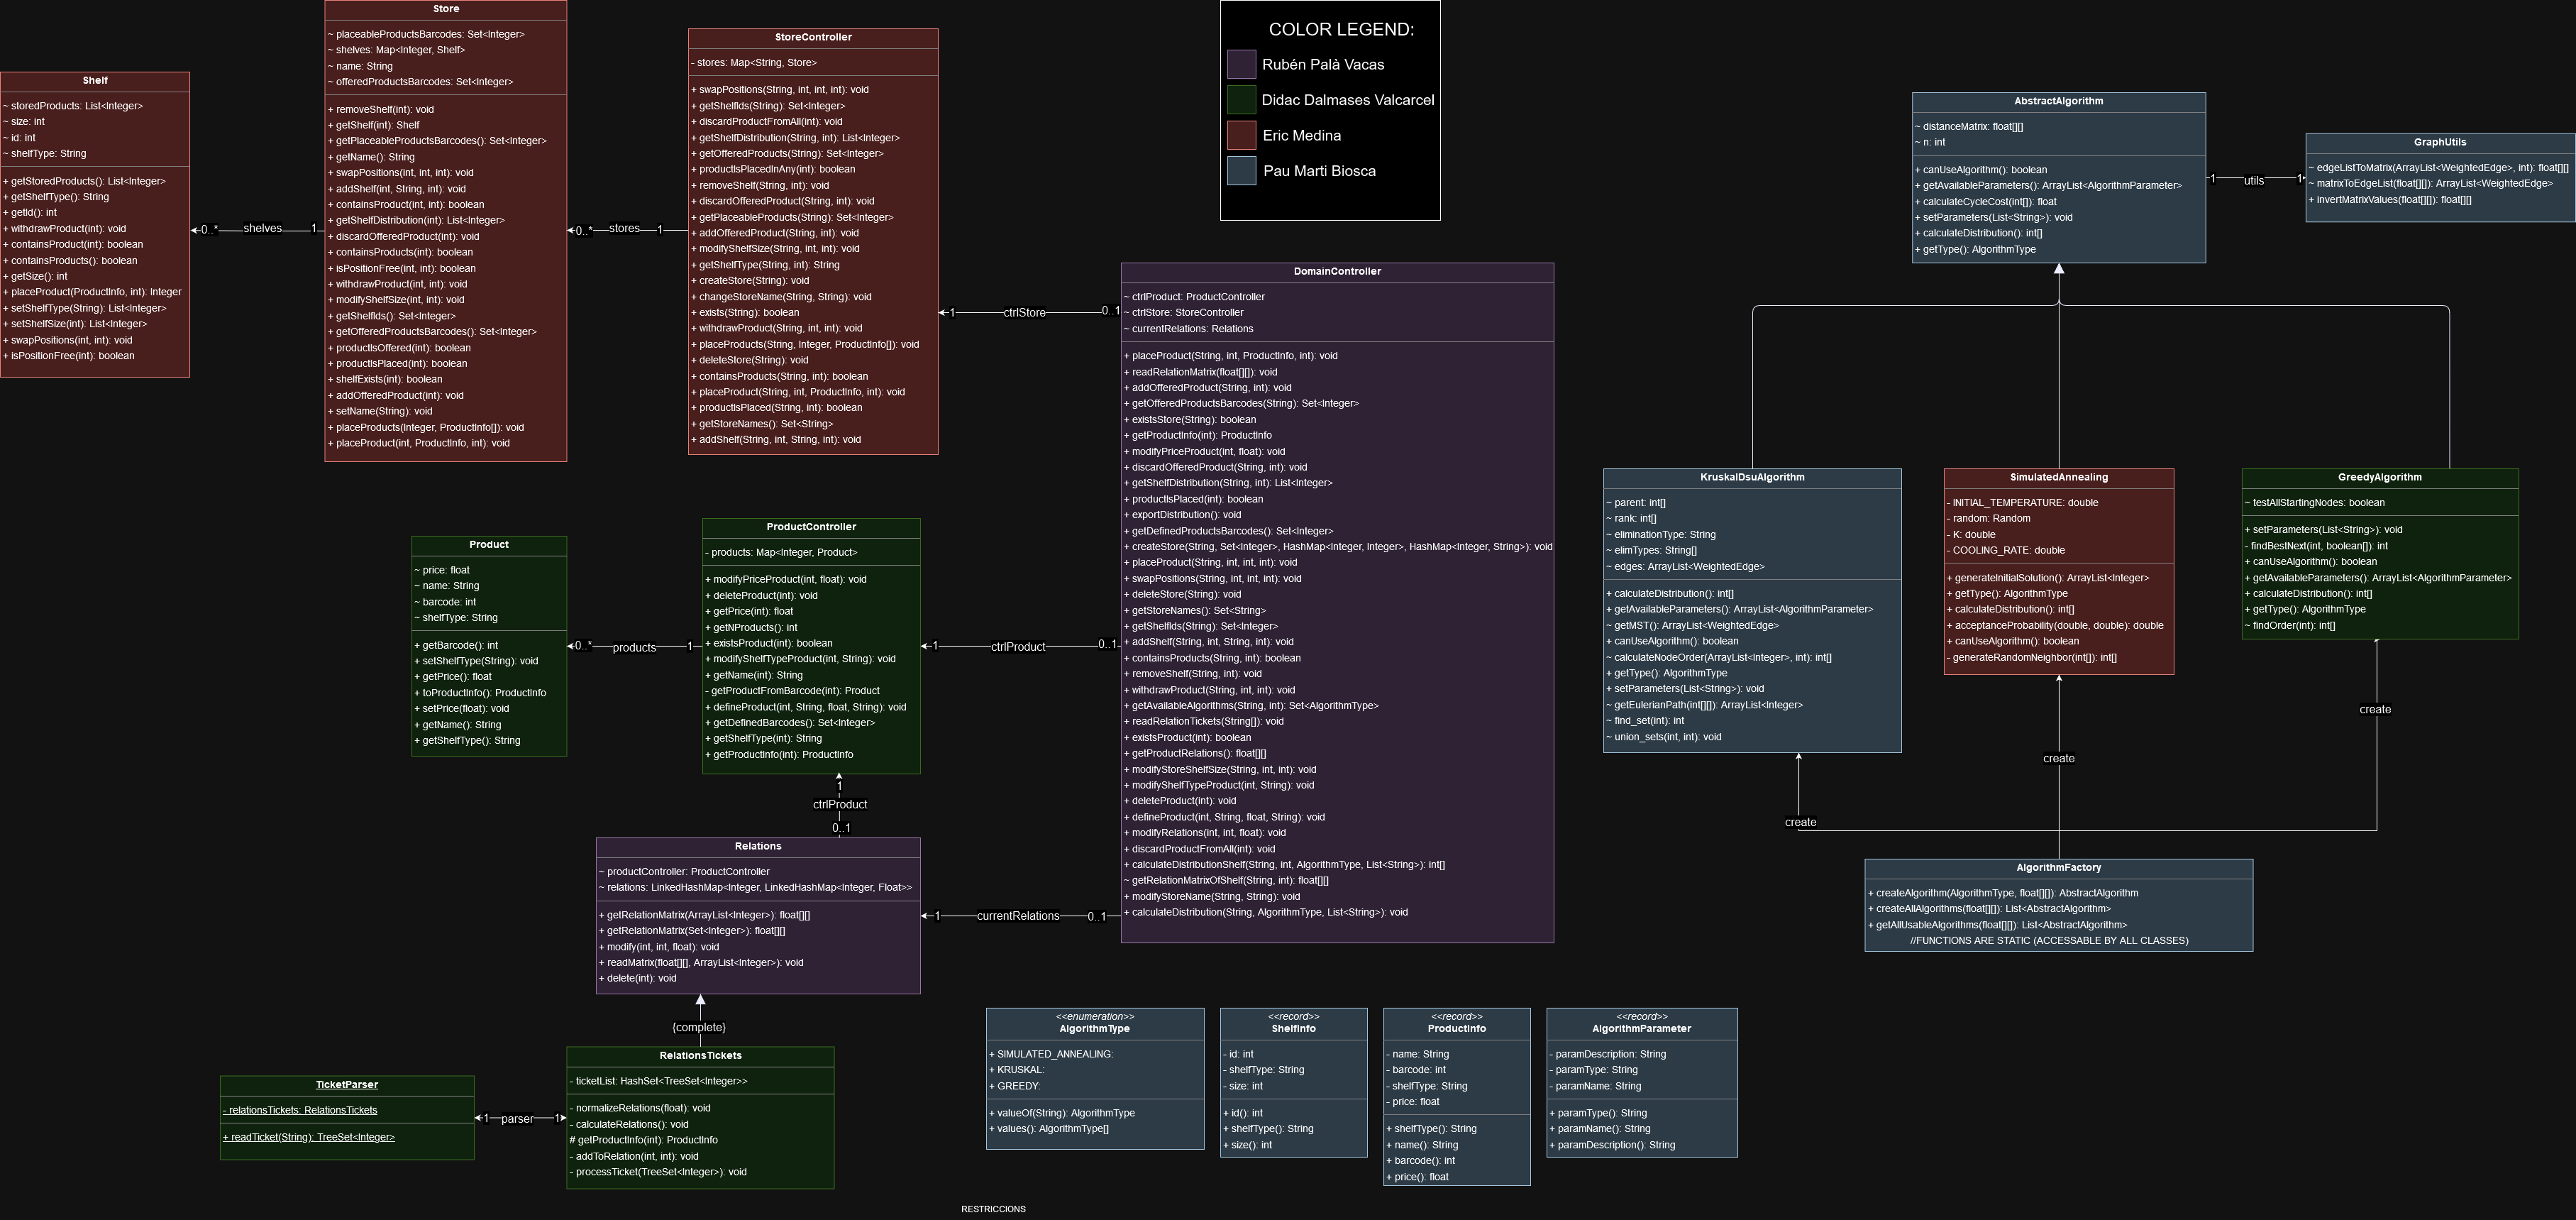 Store
~ placeableProductsBarcodes: Set<Integer>
~ shelves: Map<Integer, Shelf>
~ name: String
~ offeredProductsBarcodes: Set<Integer>
+ removeShelf(int): void
+ getShelf(int): Shelf
+ getPlaceableProductsBarcodes(): Set<Integer>
+ getName(): String
+ swapPositions(int, int, int): void
+ addShelf(int, String, int): void
+ containsProduct(int, int): boolean
+ getShelfDistribution(int): List<Integer>
+ discardOfferedProduct(int): void
+ containsProducts(int): boolean
+ isPositionFree(int, int): boolean
+ withdrawProduct(int, int): void
+ modifyShelfSize(int, int): void
+ getShelfIds(): Set<Integer>
+ getOfferedProductsBarcodes(): Set<Integer>
+ productIsOffered(int): boolean
+ productIsPlaced(int): boolean
+ shelfExists(int): boolean
+ addOfferedProduct(int): void
+ setName(String): void
+ placeProducts(Integer, ProductInfo[]): void
+ placeProduct(int, ProductInfo, int): void
Shelf
~ storedProducts: List<Integer>
~ size: int
~ id: int
~ shelfType: String
+ getStoredProducts(): List<Integer>
+ getShelfType(): String
+ getId(): int
+ withdrawProduct(int): void
+ containsProduct(int): boolean
+ containsProducts(): boolean
+ getSize(): int
+ placeProduct(ProductInfo, int): Integer
+ setShelfType(String): List<Integer>
+ setShelfSize(int): List<Integer>
+ swapPositions(int, int): void
+ isPositionFree(int): boolean
0..* shelves 1
StoreController
- stores: Map<String, Store>
+ swapPositions(String, int, int, int): void
+ getShelfIds(String): Set<Integer>
+ discardProductFromAll(int): void
+ getShelfDistribution(String, int): List<Integer>
+ getOfferedProducts(String): Set<Integer>
+ productIsPlacedInAny(int): boolean
+ removeShelf(String, int): void
+ discardOfferedProduct(String, int): void
+ getPlaceableProducts(String): Set<Integer>
+ addOfferedProduct(String, int): void
+ modifyShelfSize(String, int, int): void
+ getShelfType(String, int): String
+ createStore(String): void
+ changeStoreName(String, String): void
+ exists(String): boolean
+ withdrawProduct(String, int, int): void
+ placeProducts(String, Integer, ProductInfo[]): void
+ deleteStore(String): void
+ containsProducts(String, int): boolean
+ placeProduct(String, int, ProductInfo, int): void
+ productIsPlaced(String, int): boolean
+ getStoreNames(): Set<String>
+ addShelf(String, int, String, int): void
0..* stores 1
COLOR LEGEND:
Rubén Palà Vacas
Didac Dalmases Valcarcel
Eric Medina
Pau Marti Biosca
DomainController
~ ctrlProduct: ProductController
~ ctrlStore: StoreController
~ currentRelations: Relations
+ placeProduct(String, int, ProductInfo, int): void
+ readRelationMatrix(float[][]): void
+ addOfferedProduct(String, int): void
+ getOfferedProductsBarcodes(String): Set<Integer>
+ existsStore(String): boolean
+ getProductInfo(int): ProductInfo
+ modifyPriceProduct(int, float): void
+ discardOfferedProduct(String, int): void
+ getShelfDistribution(String, int): List<Integer>
+ productIsPlaced(int): boolean
+ exportDistribution(): void
+ getDefinedProductsBarcodes(): Set<Integer>
+ createStore(String, Set<Integer>, HashMap<Integer, Integer>, HashMap<Integer, String>): void
+ placeProduct(String, int, int, int): void
+ swapPositions(String, int, int, int): void
+ deleteStore(String): void
+ getStoreNames(): Set<String>
+ getShelfIds(String): Set<Integer>
+ addShelf(String, int, String, int): void
+ containsProducts(String, int): boolean
+ removeShelf(String, int): void
+ withdrawProduct(String, int, int): void
+ getAvailableAlgorithms(String, int): Set<AlgorithmType>
+ readRelationTickets(String[]): void
+ existsProduct(int): boolean
+ getProductRelations(): float[][]
+ modifyStoreShelfSize(String, int, int): void
+ modifyShelfTypeProduct(int, String): void
+ deleteProduct(int): void
+ defineProduct(int, String, float, String): void
+ modifyRelations(int, int, float): void
+ discardProductFromAll(int): void
+ calculateDistributionShelf(String, int, AlgorithmType, List<String>): int[]
~ getRelationMatrixOfShelf(String, int): float[][]
+ modifyStoreName(String, String): void
+ calculateDistribution(String, AlgorithmType, List<String>): void
1 ctrlStore 0..1
1 ctrlProduct 0..1
1 currentRelations 0..1
Product
~ price: float
~ name: String
~ barcode: int
~ shelfType: String
+ getBarcode(): int
+ setShelfType(String): void
+ getPrice(): float
+ toProductInfo(): ProductInfo
+ setPrice(float): void
+ getName(): String
+ getShelfType(): String
0..* products 1
ProductController
- products: Map<Integer, Product>
+ modifyPriceProduct(int, float): void
+ deleteProduct(int): void
+ getPrice(int): float
+ getNProducts(): int
+ existsProduct(int): boolean
+ modifyShelfTypeProduct(int, String): void
+ getName(int): String
- getProductFromBarcode(int): Product
+ defineProduct(int, String, float, String): void
+ getDefinedBarcodes(): Set<Integer>
+ getShelfType(int): String
+ getProductInfo(int): ProductInfo
1
ctrlProduct
0..1
Relations
~ productController: ProductController
~ relations: LinkedHashMap<Integer, LinkedHashMap<Integer, Float>>
+ getRelationMatrix(ArrayList<Integer>): float[][]
+ getRelationMatrix(Set<Integer>): float[][]
+ modify(int, int, float): void
+ readMatrix(float[][], ArrayList<Integer>): void
+ delete(int): void
{complete}
RelationsTickets
- ticketList: HashSet<TreeSet<Integer>>
- normalizeRelations(float): void
- calculateRelations(): void
# getProductInfo(int): ProductInfo
- addToRelation(int, int): void
- processTicket(TreeSet<Integer>): void
TicketParser
- relationsTickets: RelationsTickets
+ readTicket(String): TreeSet<Integer>
1 parser 1
AbstractAlgorithm
~ distanceMatrix: float[][]
~ n: int
+ canUseAlgorithm(): boolean
+ getAvailableParameters(): ArrayList<AlgorithmParameter>
+ calculateCycleCost(int[]): float
+ setParameters(List<String>): void
+ calculateDistribution(): int[]
+ getType(): AlgorithmType
1 utils 1
GraphUtils
~ edgeListToMatrix(ArrayList<WeightedEdge>, int): float[][]
~ matrixToEdgeList(float[][]): ArrayList<WeightedEdge>
+ invertMatrixValues(float[][]): float[][]
KruskalDsuAlgorithm
~ parent: int[]
~ rank: int[]
~ eliminationType: String
~ elimTypes: String[]
~ edges: ArrayList<WeightedEdge>
+ calculateDistribution(): int[]
+ getAvailableParameters(): ArrayList<AlgorithmParameter>
~ getMST(): ArrayList<WeightedEdge>
+ canUseAlgorithm(): boolean
~ calculateNodeOrder(ArrayList<Integer>, int): int[]
+ getType(): AlgorithmType
+ setParameters(List<String>): void
~ getEulerianPath(int[][]): ArrayList<Integer>
~ find_set(int): int
~ union_sets(int, int): void
SimulatedAnnealing
- INITIAL_TEMPERATURE: double
- random: Random
- K: double
- COOLING_RATE: double
+ generateInitialSolution(): ArrayList<Integer>
+ getType(): AlgorithmType
+ calculateDistribution(): int[]
+ acceptanceProbability(double, double): double
+ canUseAlgorithm(): boolean
- generateRandomNeighbor(int[]): int[]
GreedyAlgorithm
~ testAllStartingNodes: boolean
+ setParameters(List<String>): void
- findBestNext(int, boolean[]): int
+ canUseAlgorithm(): boolean
+ getAvailableParameters(): ArrayList<AlgorithmParameter>
+ calculateDistribution(): int[]
+ getType(): AlgorithmType
~ findOrder(int): int[]
create
create
create
AlgorithmFactory
+ createAlgorithm(AlgorithmType, float[][]): AbstractAlgorithm
+ createAllAlgorithms(float[][]): List<AbstractAlgorithm>
+ getAllUsableAlgorithms(float[][]): List<AbstractAlgorithm>
//FUNCTIONS ARE STATIC (ACCESSABLE BY ALL CLASSES)
<<enumeration>>
AlgorithmType
+ SIMULATED_ANNEALING:
+ KRUSKAL:
+ GREEDY:
+ valueOf(String): AlgorithmType
+ values(): AlgorithmType[]
<<record>>
ShelfInfo
- id: int
- shelfType: String
- size: int
+ id(): int
+ shelfType(): String
+ size(): int
<<record>>
ProductInfo
- name: String
- barcode: int
- shelfType: String
- price: float
+ shelfType(): String
+ name(): String
+ barcode(): int
+ price(): float
<<record>>
AlgorithmParameter
- paramDescription: String
- paramType: String
- paramName: String
+ paramType(): String
+ paramName(): String
+ paramDescription(): String
RESTRICCIONS